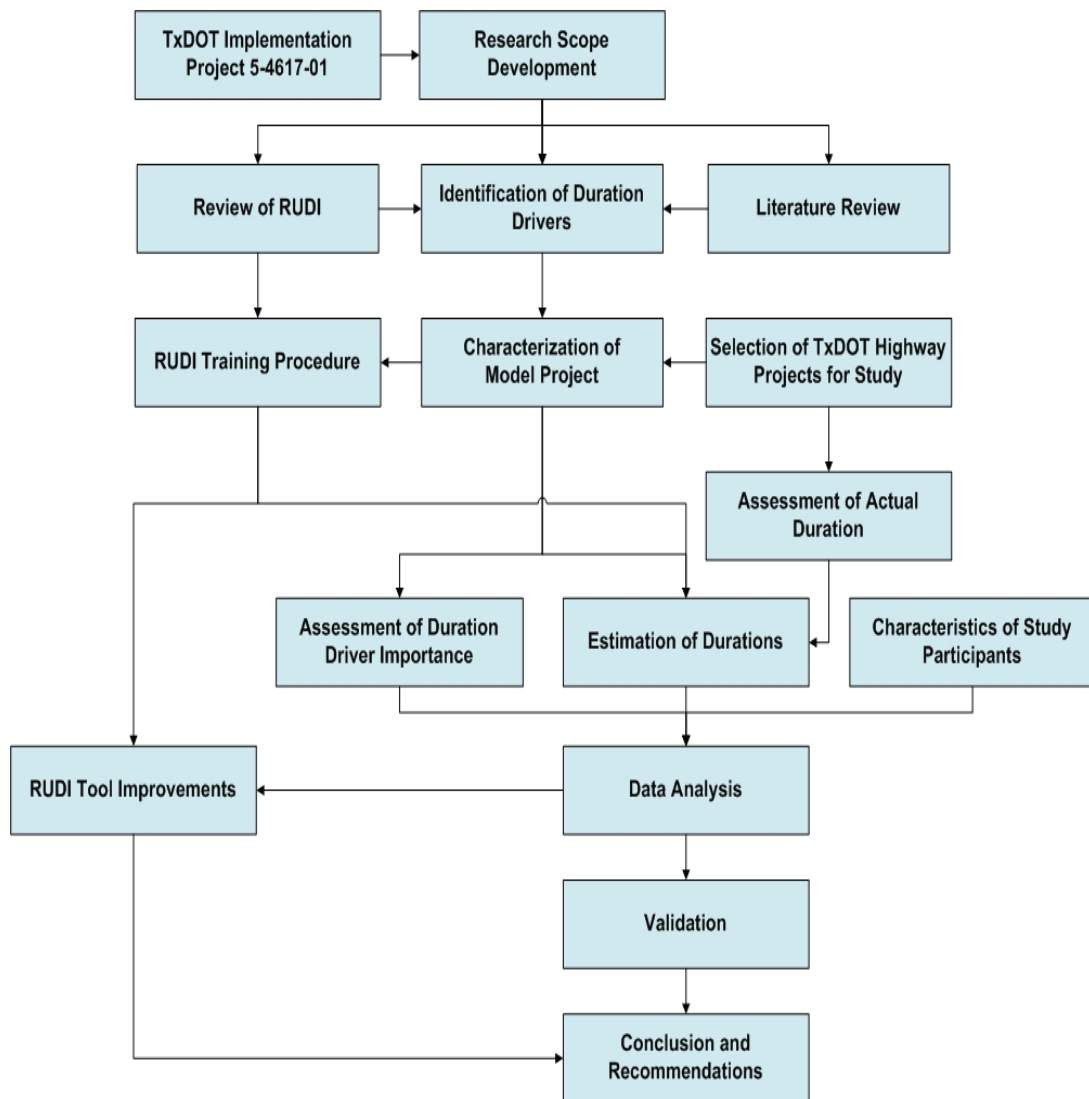 TxDOT Implementation
Project 5-4617-01
Research Scope
Development
Review of RUDI
Identification of Duration
Drivers
Literature Review
RUDI Training Procedure
Characterization of
Model Project
Selection of TxDOT Highway
Projects for Study
Assessment of Actual
Duration
Assessment of Duration
Driver Importance
Estimation of Durations
Characteristics of Study
Participants
RUDI Tool Improvements
Data Analysis
Validation
Conclusion and
Recommendations